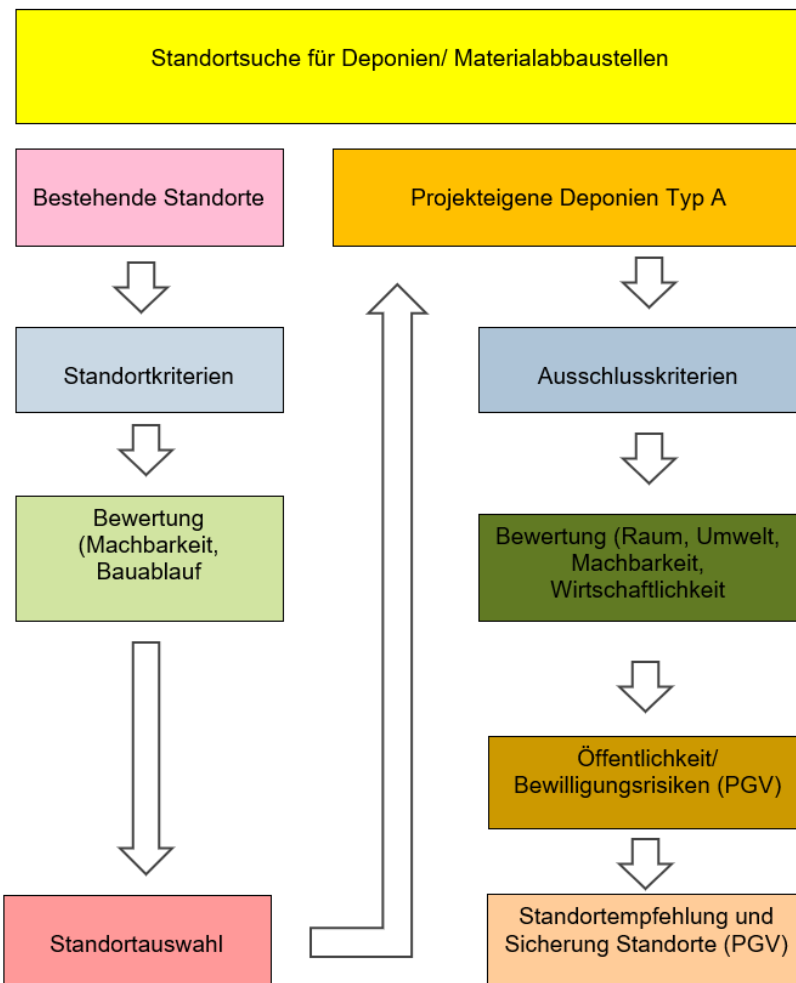 Standortsuche für Deponien/ Materialabbaustellen
Bestehende Standorte
Standortkriterien
Bewertung
(Machbarkeit,
Bauablauf
Standortauswahl
Projekteigene Deponien Typ A
Ausschlusskriterien
Bewertung (Raum, Umwelt,
Machbarkeit,
Wirtschaftlichkeit
Öffentlichkeit/
Bewilligungsrisiken (PGV)
Standortempfehlung und
Sicherung Standorte (PGV)